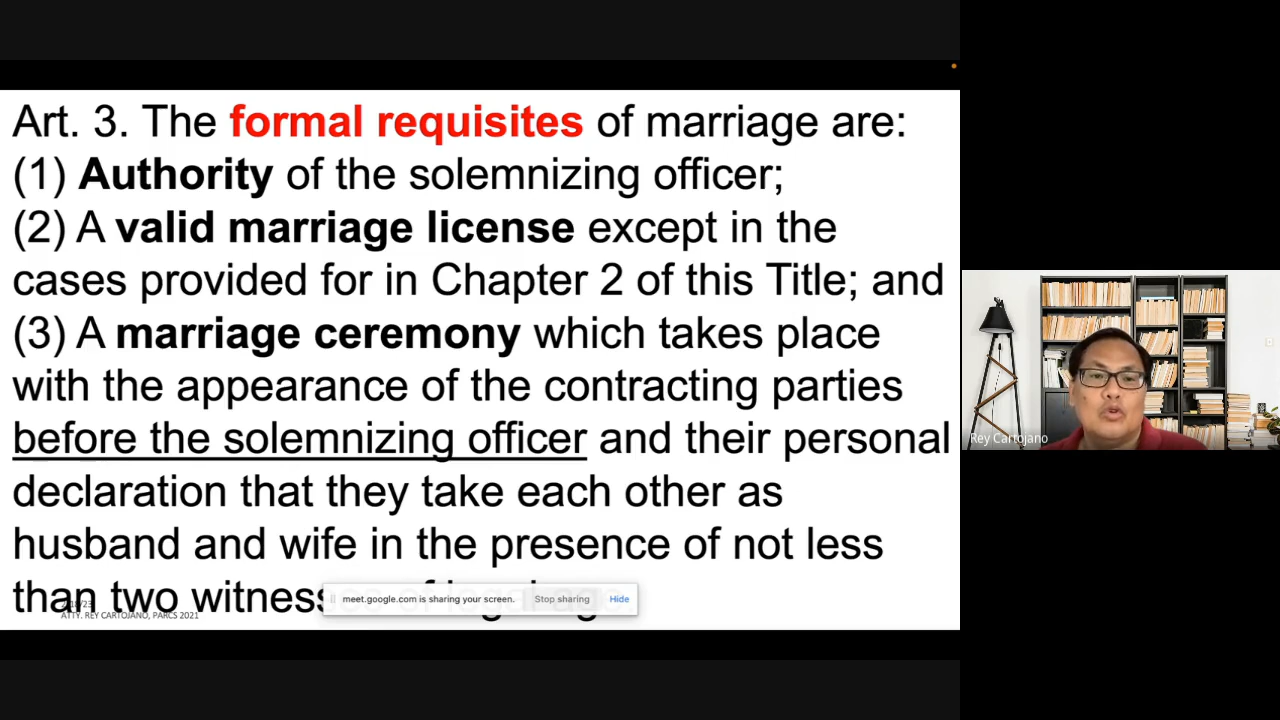 Art. 3. The formal requisites of marriage are:
(1) Authority of the solemnizing officer;
(2) A valid marriage license except in the
cases provided for in Chapter 2 of this Title; and
(3) A marriage ceremony which takes place
with the appearance of the contracting parties
before the solemnizing officer and their personal
declaration that they take each other as
husband and wife in the presence of not less
than two
meet.google.com is sharing your screen. Stop sharing Hide
ATTY. REY CARTOJANO, PARCS 2021
Rey Cartojano